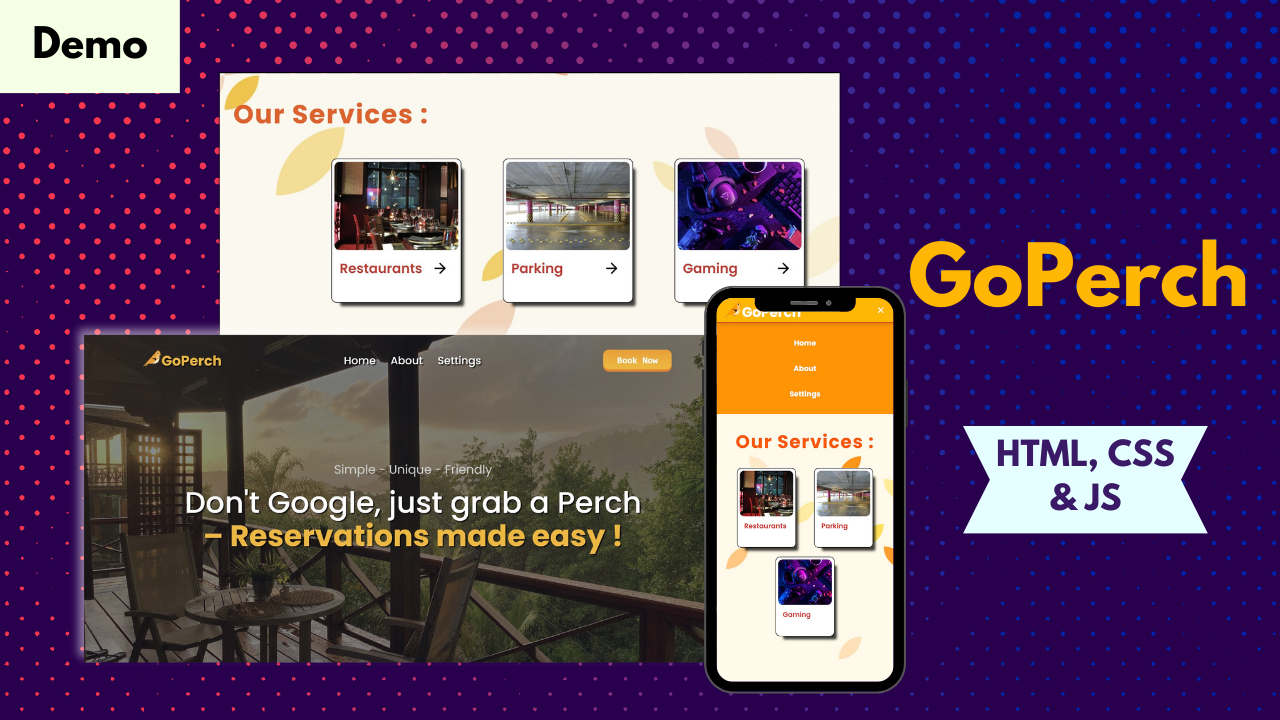 Demo
Our Services :
Restaurants →
Parking →
Gaming →
GoPerch
Home About Settings
Book Now
Simple - Unique - Friendly
Don't Google, just grab a Perch
– Reservations made easy !
GoPerch ×
Home
About
Settings
Our Services :
Restaurants
Parking
Gaming
GoPerch
HTML, CSS
& JS